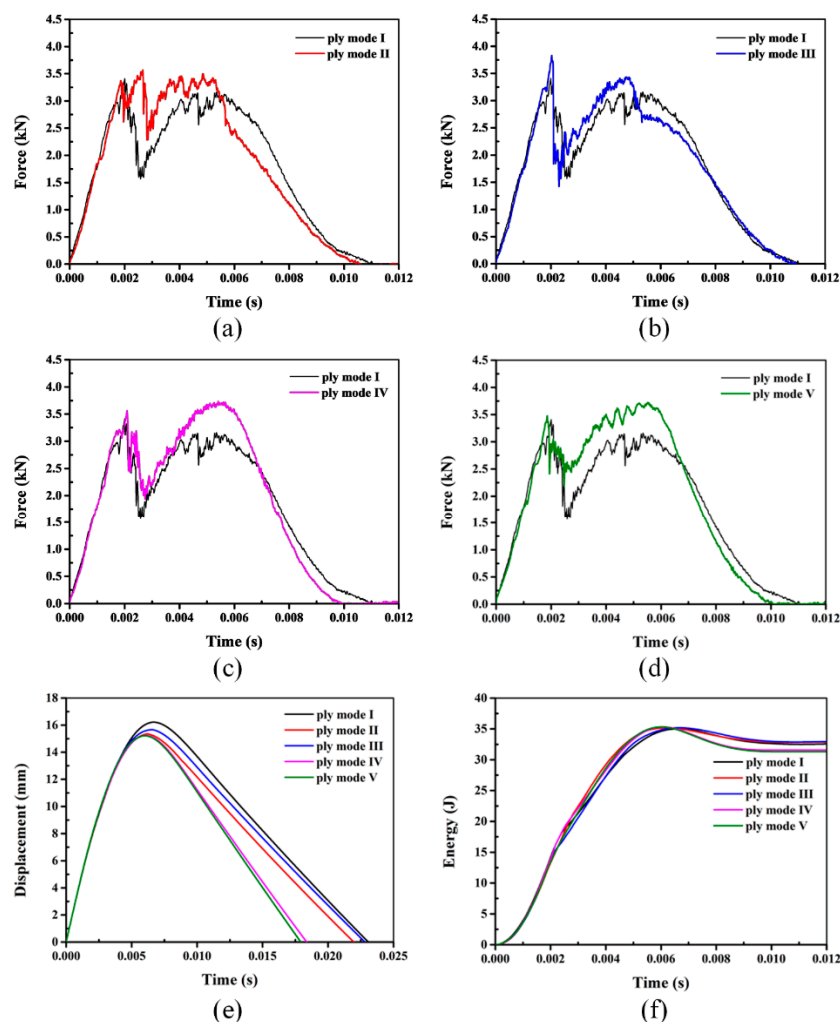 4.5
4.0
3.5
3.0
2.5
2.0
1.5
1.0
0.5
0.0
Force (kN)
ply mode I
ply mode II
0.000 0.002 0.004 0.006 0.008 0.010 0.012
Time (s)
(a)
4.5
4.0
3.5
3.0
2.5
2.0
1.5
1.0
0.5
0.0
Force (kN)
ply mode I
ply mode III
0.000 0.002 0.004 0.006 0.008 0.010 0.012
Time (s)
(b)
4.5
4.0
3.5
3.0
2.5
2.0
1.5
1.0
0.5
0.0
Force (kN)
ply mode I
ply mode IV
0.000 0.002 0.004 0.006 0.008 0.010 0.012
Time (s)
(c)
4.5
4.0
3.5
3.0
2.5
2.0
1.5
1.0
0.5
0.0
Force (kN)
ply mode I
ply mode V
0.000 0.002 0.004 0.006 0.008 0.010 0.012
Time (s)
(d)
18
16
14
12
10
8
6
4
2
0
Displacement (mm)
ply mode I
ply mode II
ply mode III
ply mode IV
ply mode V
0.000 0.005 0.010 0.015 0.020 0.025
Time (s)
(e)
40
35
30
25
20
15
10
5
0
Energy (J)
ply mode I
ply mode II
ply mode III
ply mode IV
ply mode V
0.000 0.002 0.004 0.006 0.008 0.010 0.012
Time (s)
(f)